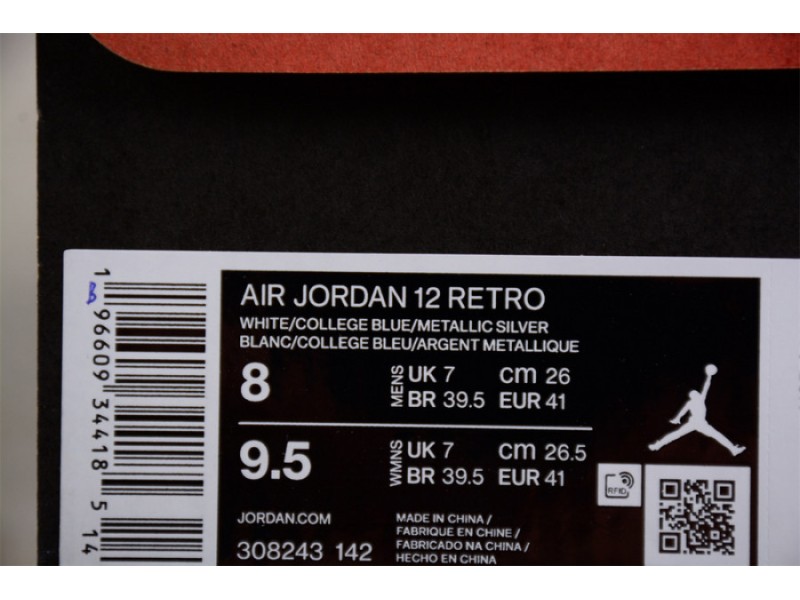 AIR JORDAN 12 RETRO
WHITE/COLLEGE BLUE/METALLIC SILVER
BLANC/COLLEGE BLEU/ARGENT METALLIQUE
8
MENS
UK 7 cm 26
BR 39.5 EUR 41
9.5
WMNS
UK 7 cm 26.5
BR 39.5 EUR 41
JORDAN.COM
308243 142
MADE IN CHINA /
FABRIQUE EN CHINE /
FABRICADO NA CHINA /
HECHO EN CHINA
RFID
1 96609 34418 5 14